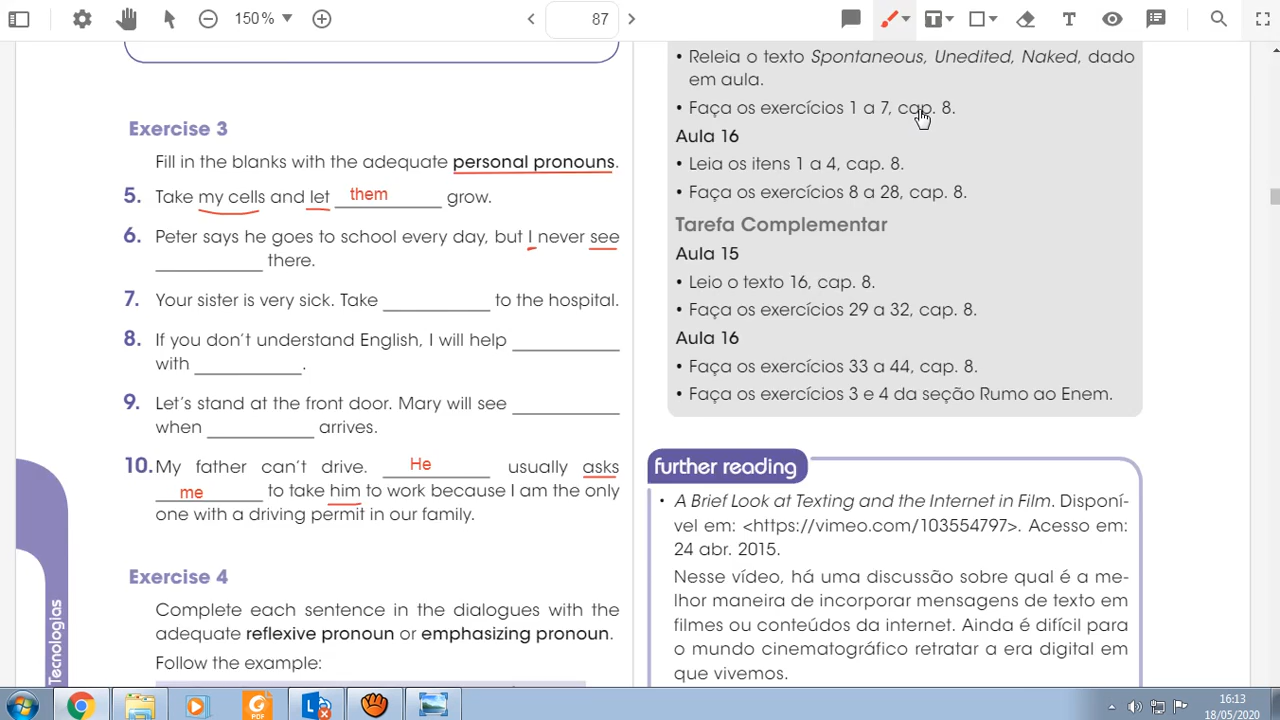 150%
87
Exercise 3
Fill in the blanks with the adequate personal pronouns.
5. Take my cells and let them grow.
6. Peter says he goes to school every day, but I never see
____________ there.
7. Your sister is very sick. Take ____________ to the hospital.
8. If you don't understand English, I will help ____________
with ____________.
9. Let's stand at the front door. Mary will see ____________
when ____________ arrives.
10. My father can't drive. He usually asks
me to take him to work because I am the only
one with a driving permit in our family.
Exercise 4
Complete each sentence in the dialogues with the
adequate reflexive pronoun or emphasizing pronoun.
Follow the example:
Tecnologias
• Releia o texto Spontaneous, Unedited, Naked, dado
em aula.
• Faça os exercícios 1 a 7, cap. 8.
Aula 16
• Leia os itens 1 a 4, cap. 8.
• Faça os exercícios 8 a 28, cap. 8.
Tarefa Complementar
Aula 15
• Leio o texto 16, cap. 8.
• Faça os exercícios 29 a 32, cap. 8.
Aula 16
• Faça os exercícios 33 a 44, cap. 8.
• Faça os exercícios 3 e 4 da seção Rumo ao Enem.
further reading
• A Brief Look at Texting and the Internet in Film. Disponí-
vel em: <https://vimeo.com/103554797>. Acesso em:
24 abr. 2015.
Nesse vídeo, há uma discussão sobre qual é a me-
lhor maneira de incorporar mensagens de texto em
filmes ou conteúdos da internet. Ainda é difícil para
o mundo cinematográfico retratar a era digital em
que vivemos.
PDF
16:13
18/05/2020